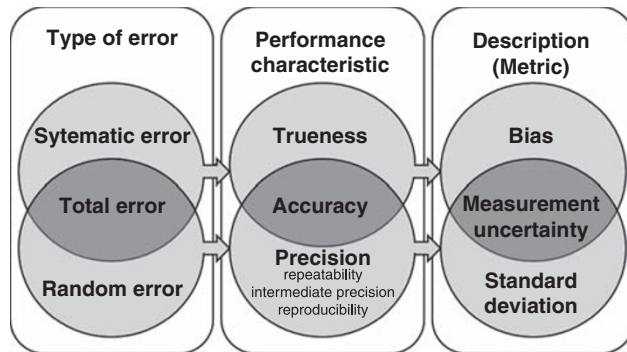 Type of error
Sytematic error
Total error
Random error
Performance
characteristic
Trueness
Accuracy
Precision
repeatability
intermediate precision
reproducibility
Description
(Metric)
Bias
Measurement
uncertainty
Standard
deviation